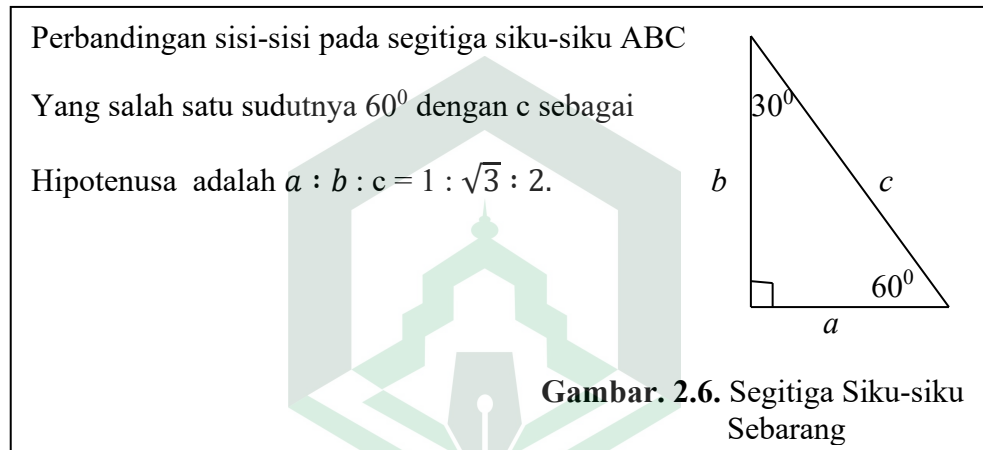 Perbandingan sisi-sisi pada segitiga siku-siku ABC
Yang salah satu sudutnya 60⁰ dengan c sebagai
Hipotenusa adalah a : b : c = 1 : √3 : 2.
30⁰
b
c
60⁰
a
Gambar. 2.6. Segitiga Siku-siku
Sebarang